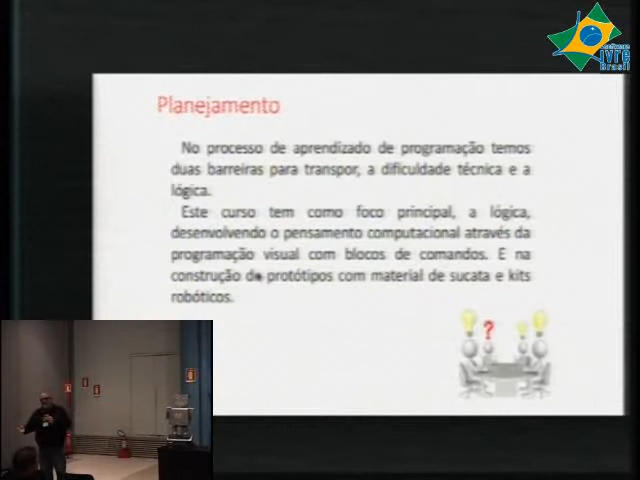 ivre
Brasil
Planejamento
No processo de aprendizado de programação temos
duas barreiras para transpor, a dificuldade técnica e a
lógica.
Este curso tem como foco principal, a lógica,
desenvolvendo o pensamento computacional através da
programação visual com blocos de comandos. E na
construção de protótipos com material de sucata e kits
robóticos.
?